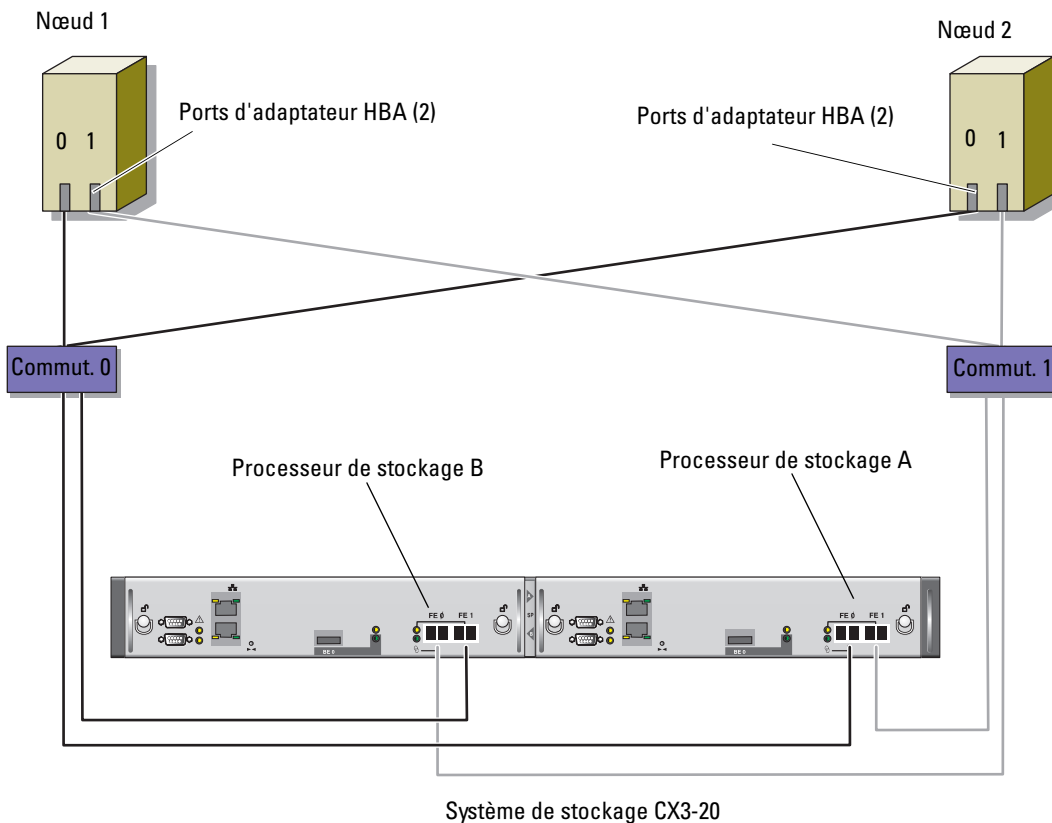 Nœud 1
Nœud 2
Ports d'adaptateur HBA (2)
Ports d'adaptateur HBA (2)
0 1
0 1
Commut. 0
Commut. 1
Processeur de stockage B
Processeur de stockage A
FE 0 FE 1
SP
FE 0 FE 1
BE 0
BE 0
Système de stockage CX3-20